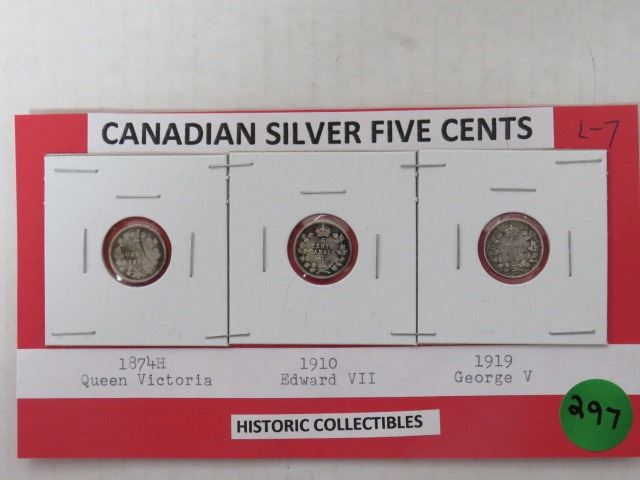 CANADIAN SILVER FIVE CENTS
L-7
1874H
Queen Victoria
1910
Edward VII
1919
George V
297
HISTORIC COLLECTIBLES